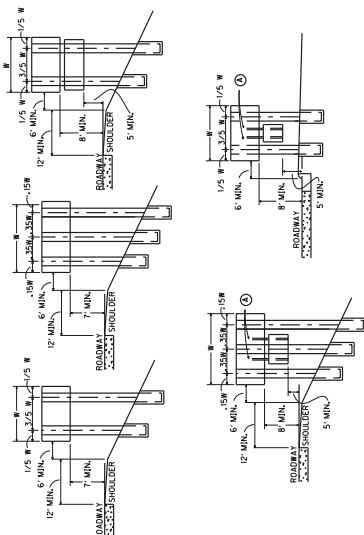 W
1/5 W
3/5 W
1/5 W
6' MIN.
12' MIN.
8' MIN.
5' MIN.
ROADWAY
SHOULDER
W
.15W
.35W
.35W
.15W
6' MIN.
12' MIN.
7' MIN.
ROADWAY
SHOULDER
W
1/5 W
3/5 W
1/5 W
6' MIN.
12' MIN.
7' MIN.
OADWAY
SHOULDER
W
1/5 W
3/5 W
1/5 W
A
6' MIN.
8' MIN.
5' MIN.
ROADWAY
W
.15W
.35W
.35W
.15W
A
6' MIN.
12' MIN.
8' MIN.
5' MIN.
ROADWAY
SHOULDER